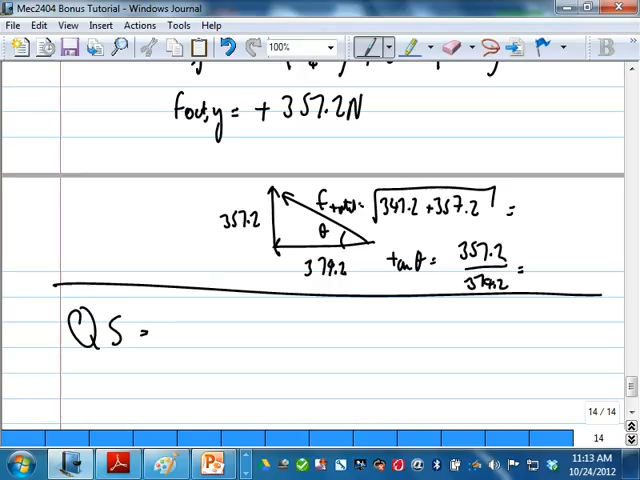 Mec2404 Bonus Tutorial - Windows Journal
File Edit View Insert Actions Tools Help
100% B
Fout,y = + 357.2N
357.2
θ
379.2
Ftotal = √347.2 + 357.2 =
tan θ = 357.2 / 379.2 =
Q5 =
14 / 14
14
11:13 AM
10/24/2012